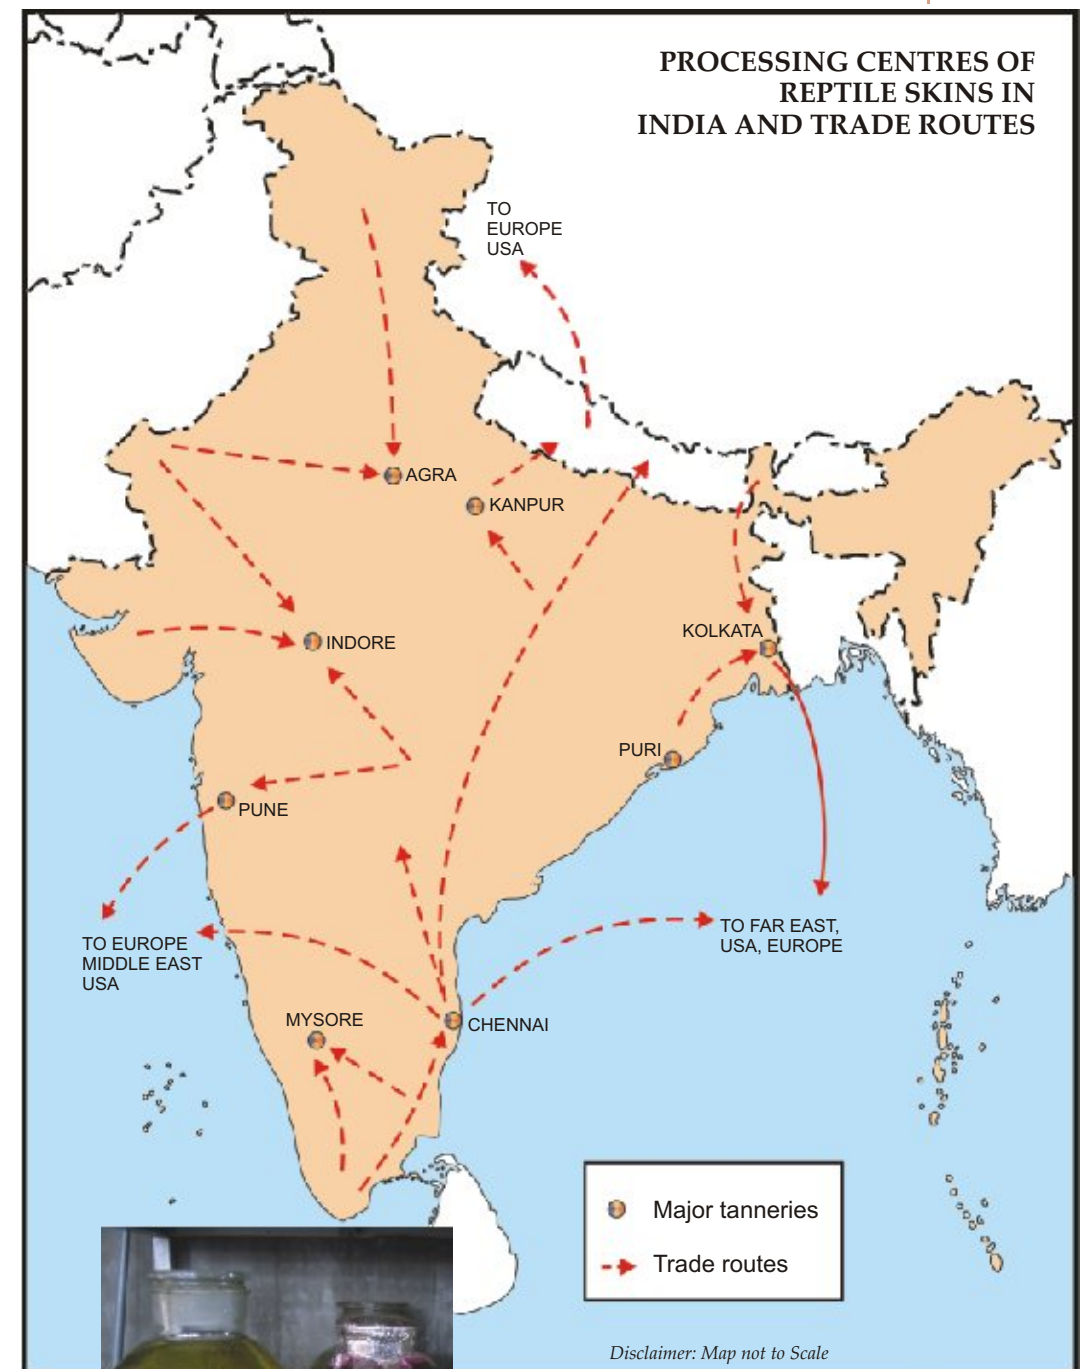 PROCESSING CENTRES OF
REPTILE SKINS IN
INDIA AND TRADE ROUTES
TO
EUROPE
USA
AGRA
KANPUR
KOLKATA
INDORE
PURI
PUNE
TO EUROPE
MIDDLE EAST
USA
TO FAR EAST,
USA, EUROPE
MYSORE
CHENNAI
Major tanneries
Trade routes
Disclaimer: Map not to Scale